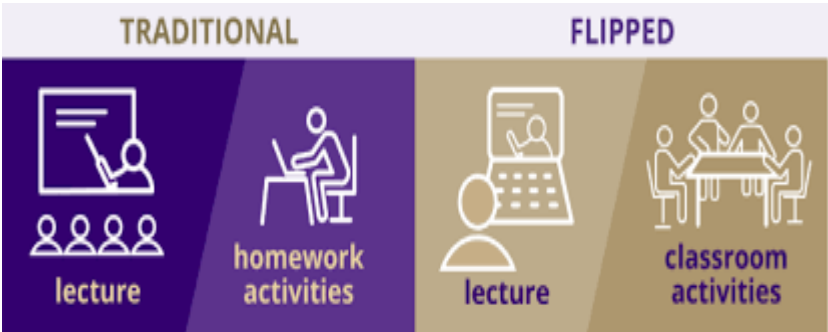 TRADITIONAL
FLIPPED
lecture
homework
activities
lecture
classroom
activities